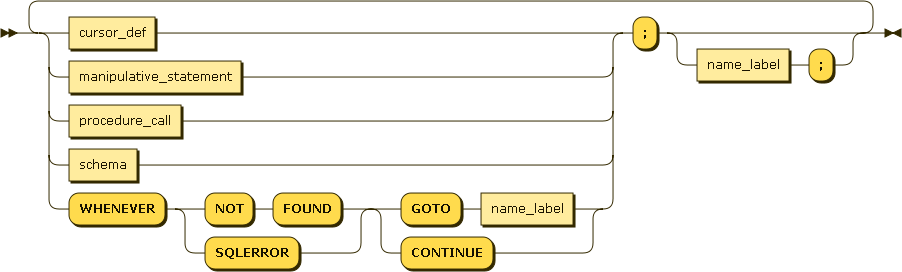 cursor_def ;
manipulative_statement name_label ;
procedure_call
schema
WHENEVER NOT FOUND GOTO name_label
SQLERROR CONTINUE